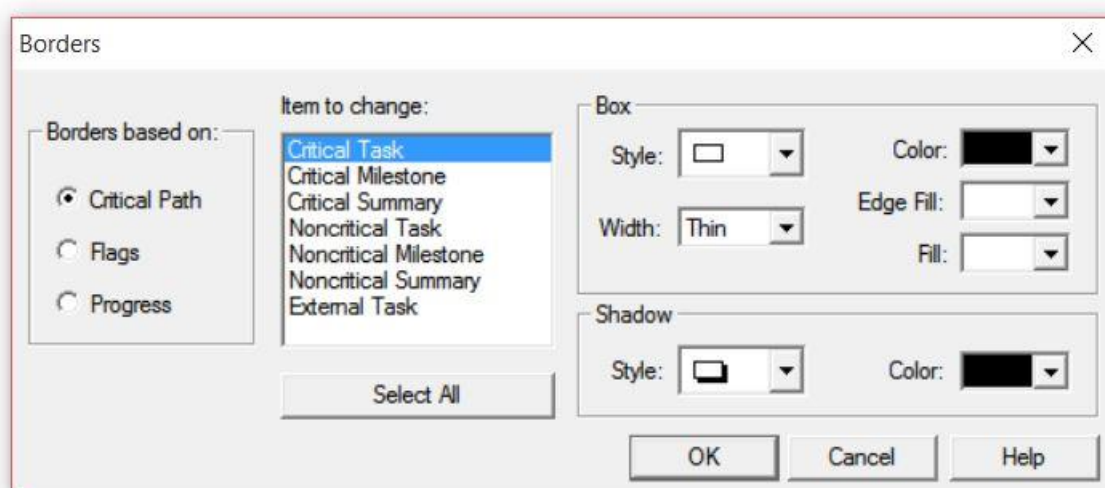 Borders
Borders based on:
Critical Path
Flags
Progress
Item to change:
Critical Task
Critical Milestone
Critical Summary
Noncritical Task
Noncritical Milestone
Noncritical Summary
External Task
Select All
Box
Style:
Color:
Width: Thin
Edge Fill:
Fill:
Shadow
Style:
Color:
OK
Cancel
Help